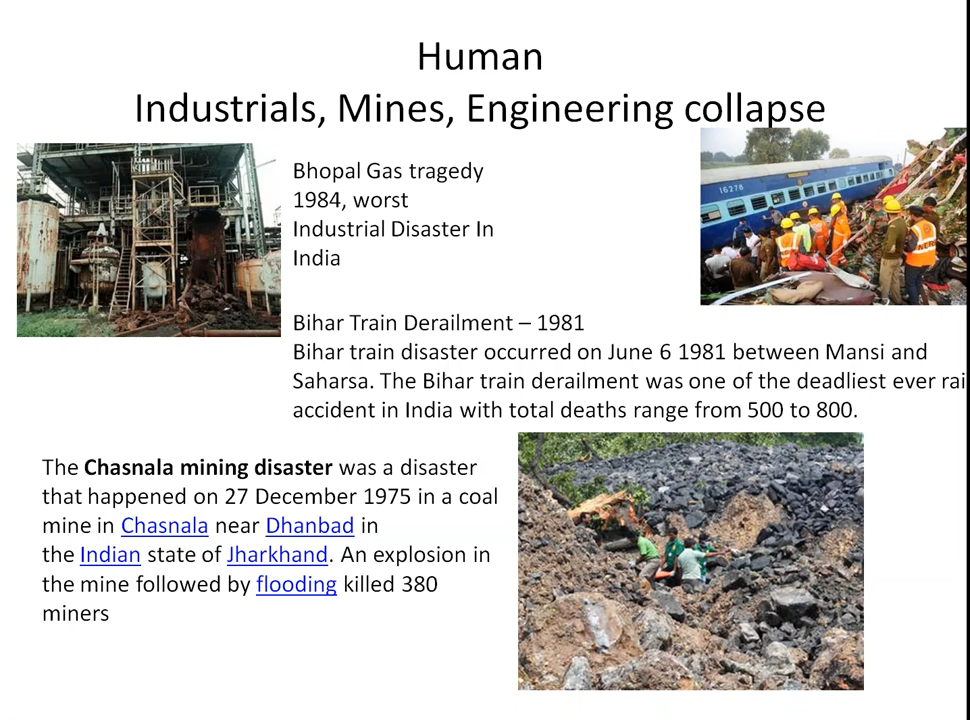 Human
Industrials, Mines, Engineering collapse
Bhopal Gas tragedy
1984, worst
Industrial Disaster In
India
16278
Bihar Train Derailment – 1981
Bihar train disaster occurred on June 6 1981 between Mansi and
Saharsa. The Bihar train derailment was one of the deadliest ever rai
accident in India with total deaths range from 500 to 800.
The Chasnala mining disaster was a disaster
that happened on 27 December 1975 in a coal
mine in Chasnala near Dhanbad in
the Indian state of Jharkhand. An explosion in
the mine followed by flooding killed 380
miners